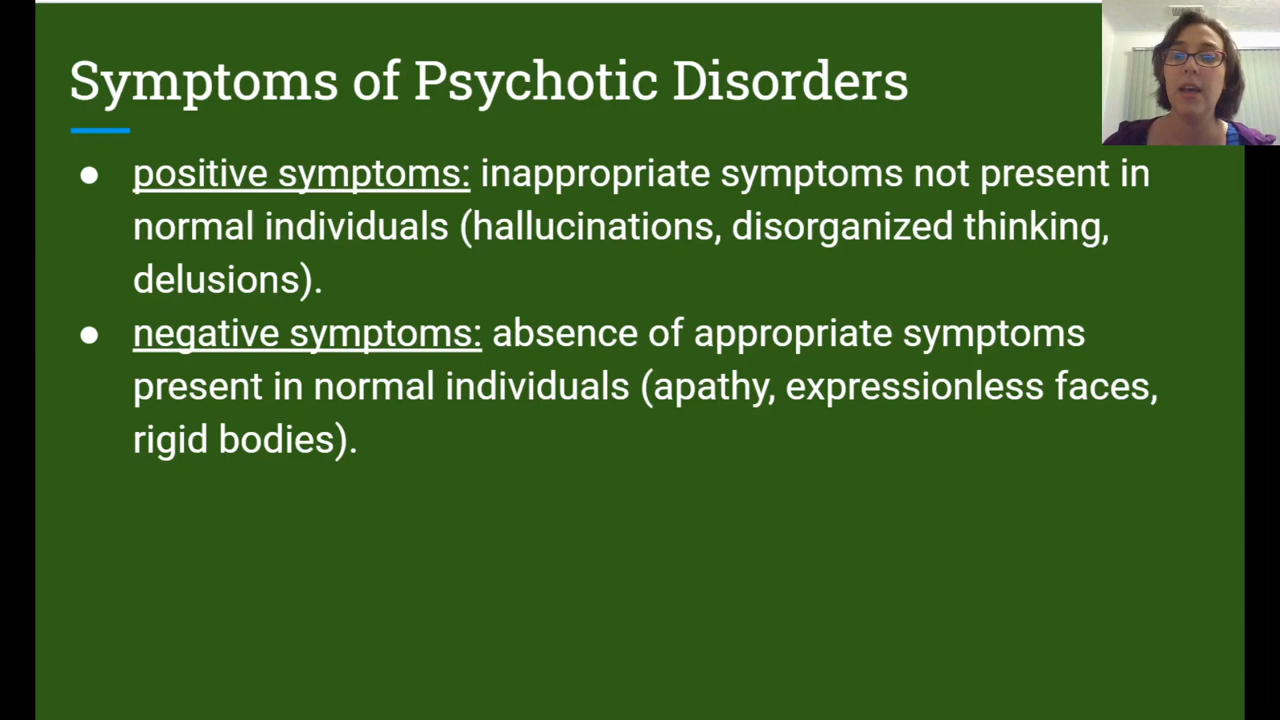 Symptoms of Psychotic Disorders
● positive symptoms: inappropriate symptoms not present in
normal individuals (hallucinations, disorganized thinking,
delusions).
● negative symptoms: absence of appropriate symptoms
present in normal individuals (apathy, expressionless faces,
rigid bodies).